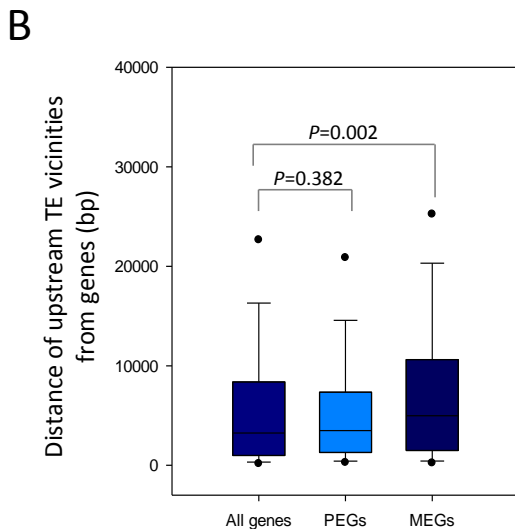 B
Distance of upstream TE vicinities
from genes (bp)
40000
30000
20000
10000
0
P=0.002
P=0.382
All genes
PEGs
MEGs